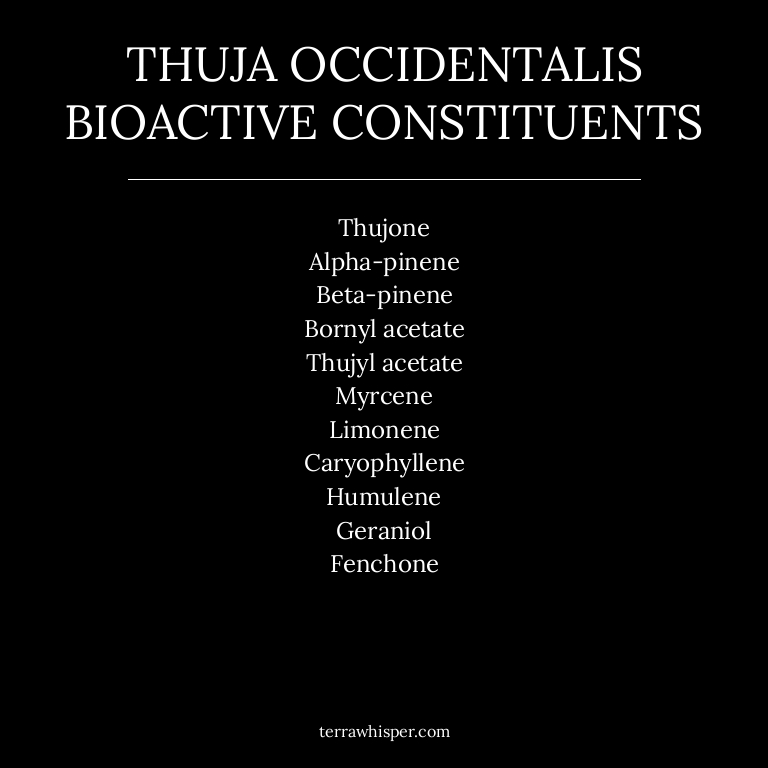 THUJA OCCIDENTALIS
BIOACTIVE CONSTITUENTS
Thujone
Alpha-pinene
Beta-pinene
Bornyl acetate
Thujyl acetate
Myrcene
Limonene
Caryophyllene
Humulene
Geraniol
Fenchone
terrawhisper.com